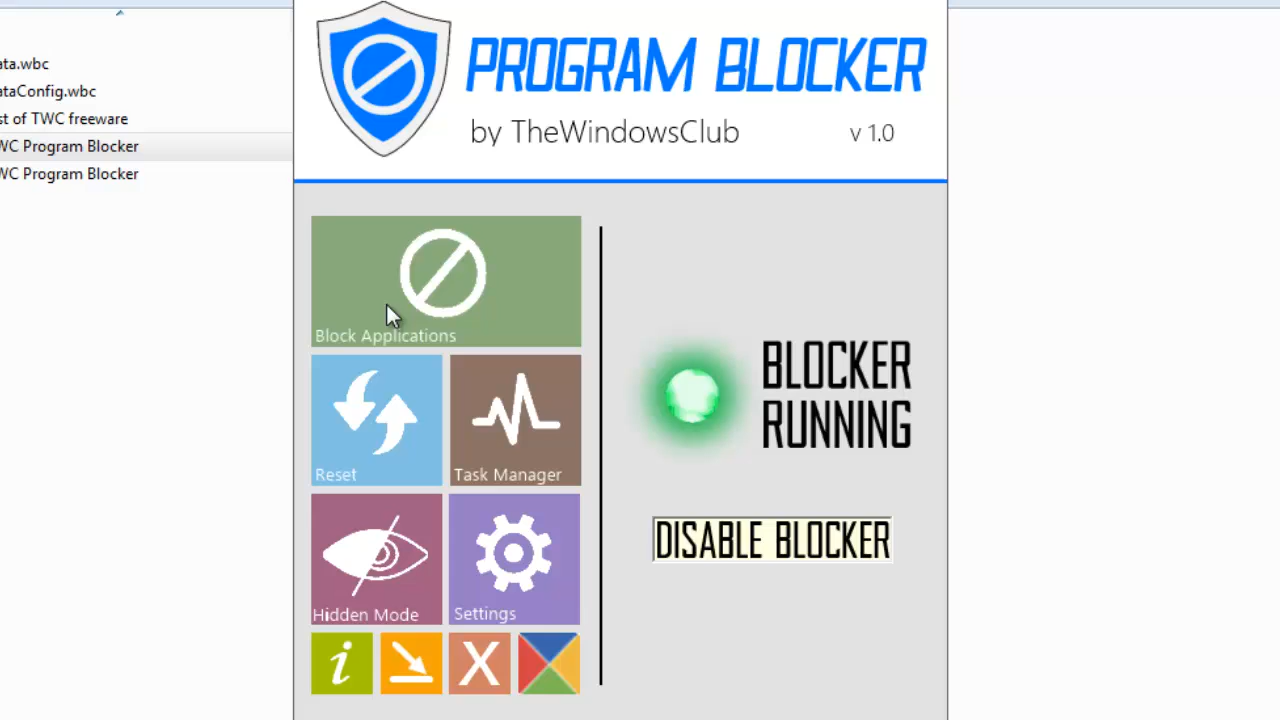 ata.wbc
ataConfig.wbc
st of TWC freeware
WC Program Blocker
WC Program Blocker
PROGRAM BLOCKER
by TheWindowsClub v 1.0
Block Applications
Reset
Task Manager
Hidden Mode
Settings
i
X
BLOCKER
RUNNING
DISABLE BLOCKER